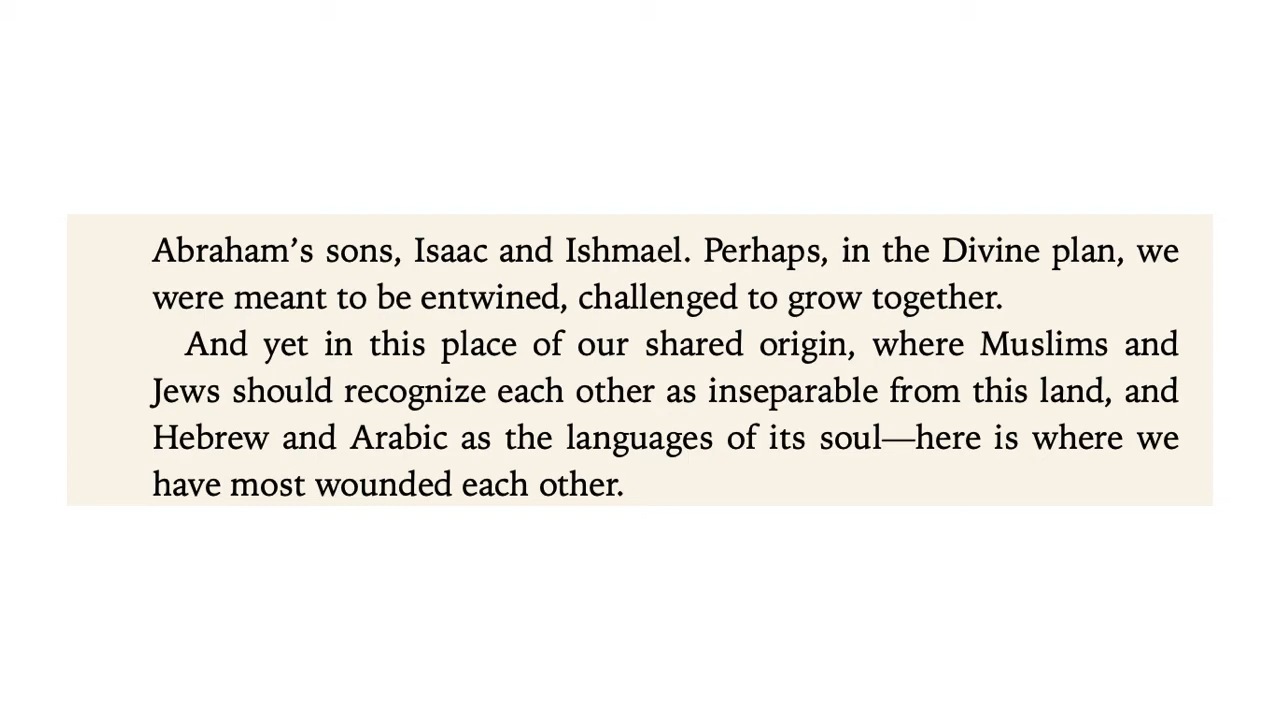 Abraham’s sons, Isaac and Ishmael. Perhaps, in the Divine plan, we
were meant to be entwined, challenged to grow together.
And yet in this place of our shared origin, where Muslims and
Jews should recognize each other as inseparable from this land, and
Hebrew and Arabic as the languages of its soul—here is where we
have most wounded each other.